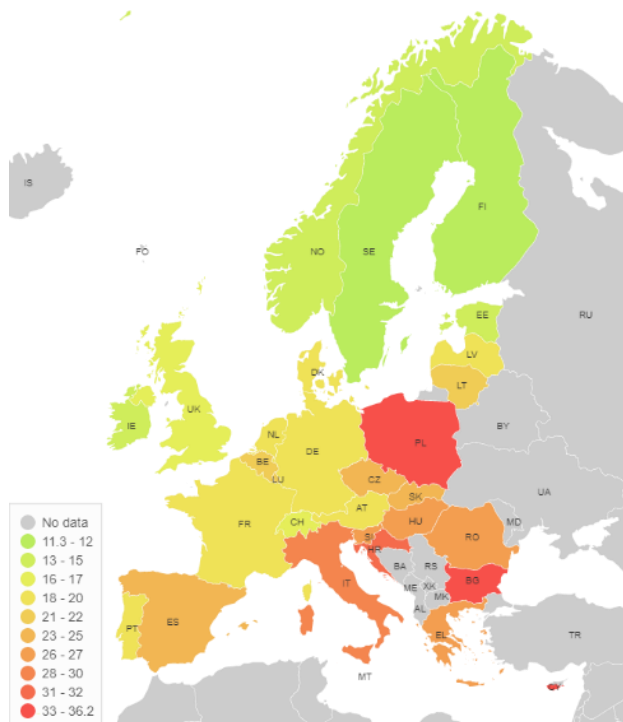 IS
FO
NO
SE
FI
RU
EE
LV
LT
DK
IE
UK
NL
BE
LU
DE
PL
BY
UA
CZ
SK
FR
CH
AT
HU
MD
RO
SI
HR
BA
RS
IT
ME
XK
BG
MK
AL
PT
ES
EL
TR
MT
No data
11.3 - 12
13 - 15
16 - 17
18 - 20
21 - 22
23 - 25
26 - 27
28 - 30
31 - 32
33 - 36.2